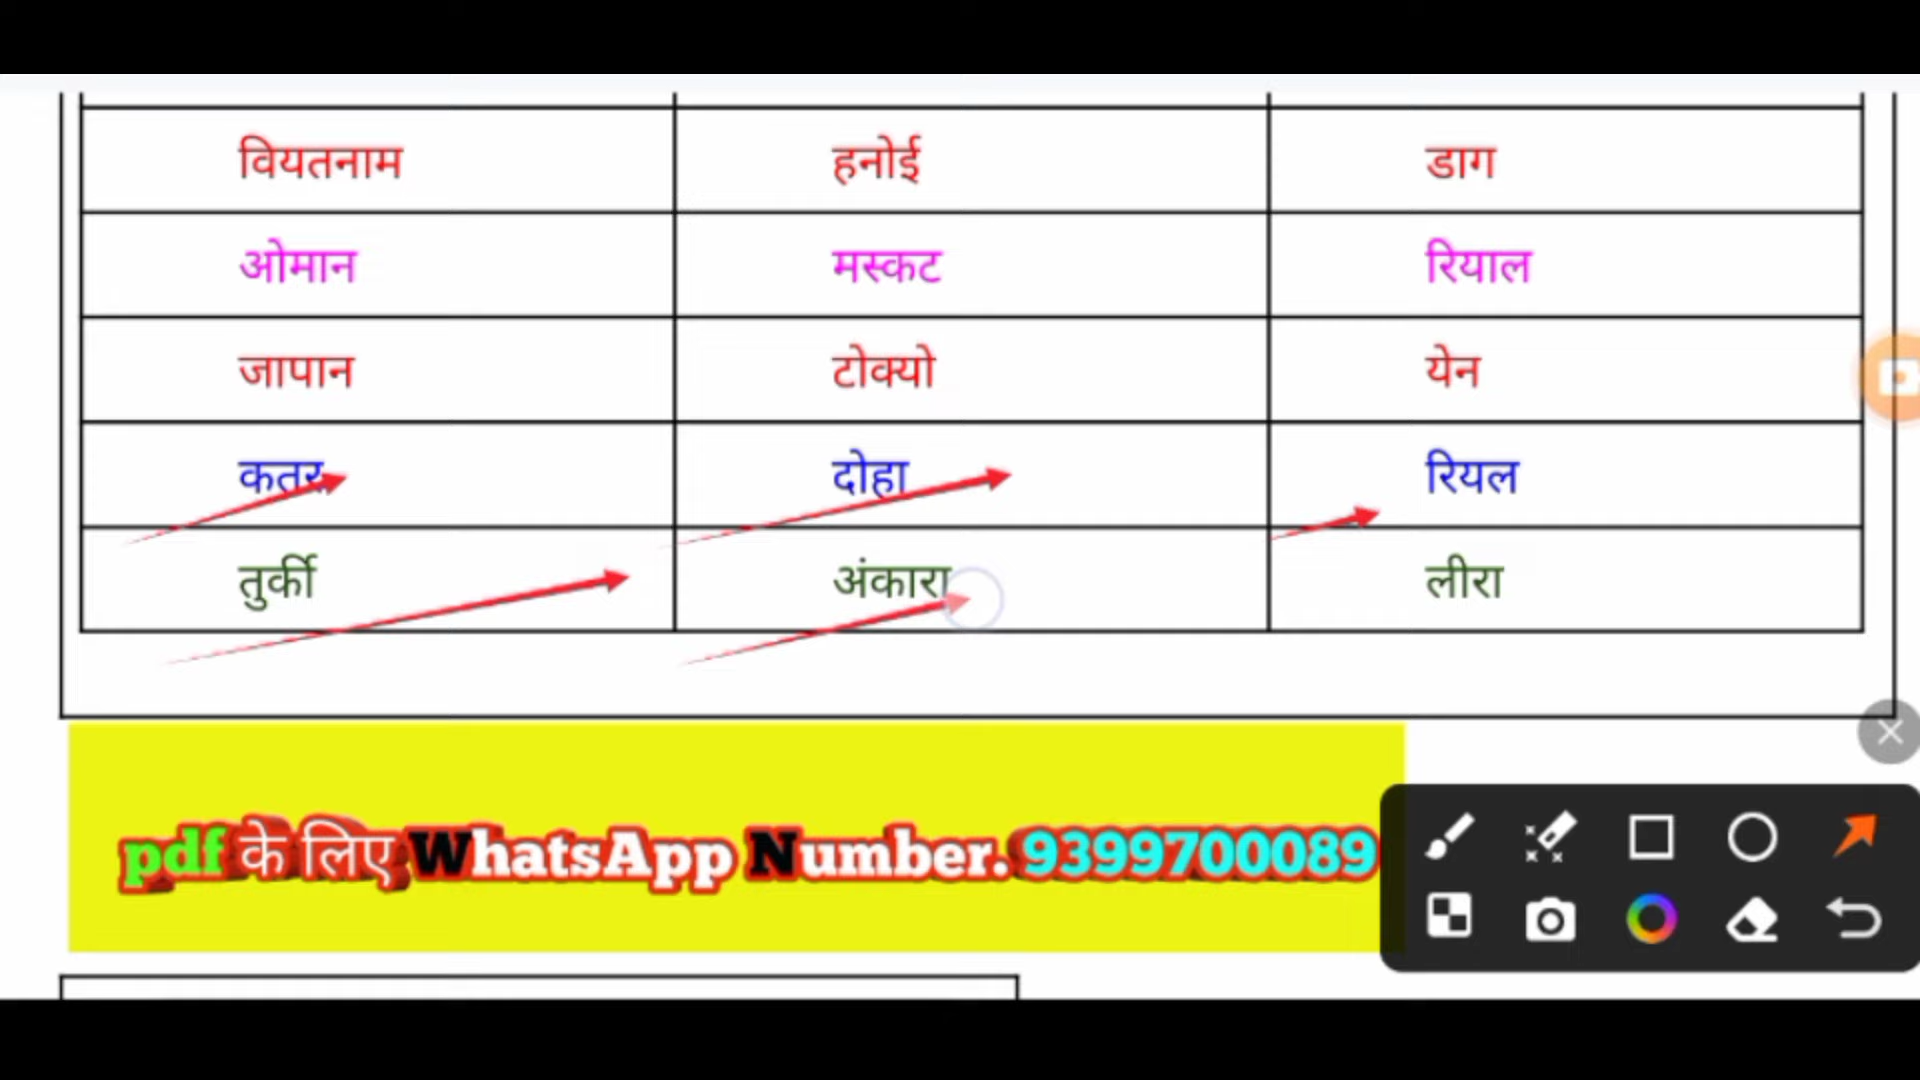 वियतनाम हनोई डाग
ओमान मस्कट रियाल
जापान टोक्यो येन
कतर दोहा रियल
तुर्की अंकारा लीरा
pdf के लिए WhatsApp Number. 9399700089